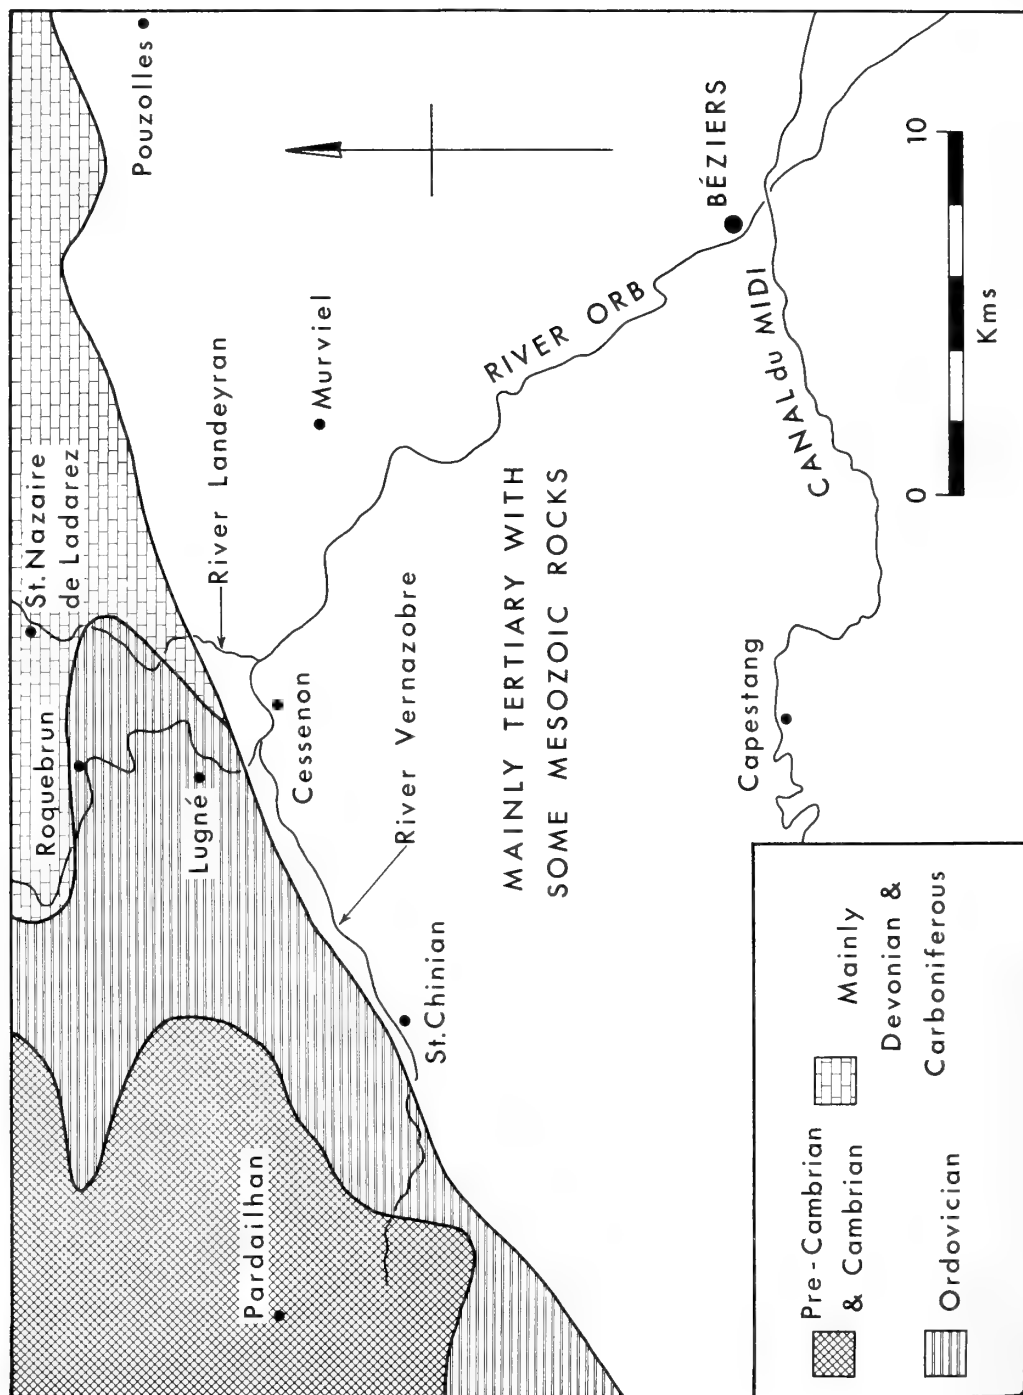 St.Nazaire
de Ladarez
Roquebrun
Pouzolles
River Landeyran
Lugné
Murviel
Pardailhan
Cessenon
River Vernazobre
St.Chinian
RIVER ORB
MAINLY TERTIARY WITH
SOME MESOZOIC ROCKS
BÉZIERS
CANAL du MIDI
Capestang
0
10
Kms
Pre-Cambrian
& Cambrian
Ordovician
Mainly
Devonian &
Carboniferous